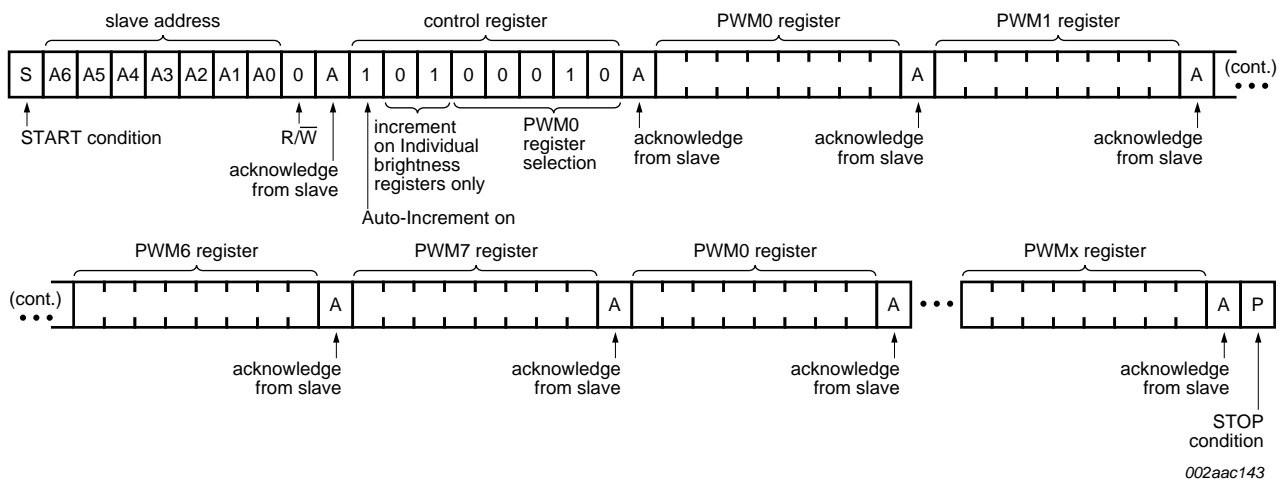 slave address control register PWM0 register PWM1 register
S A6 A5 A4 A3 A2 A1 A0 0 A 1 0 1 0 0 0 1 0 A A A (cont.)
START condition
R/W̅
acknowledge
from slave
increment
on Individual
brightness
registers only
Auto-Increment on
PWM0
register
selection
acknowledge
from slave
acknowledge
from slave
acknowledge
from slave
PWM6 register PWM7 register PWM0 register PWMx register
(cont.) A A A A P
acknowledge
from slave
acknowledge
from slave
acknowledge
from slave
acknowledge
from slave
STOP
condition
002aac143